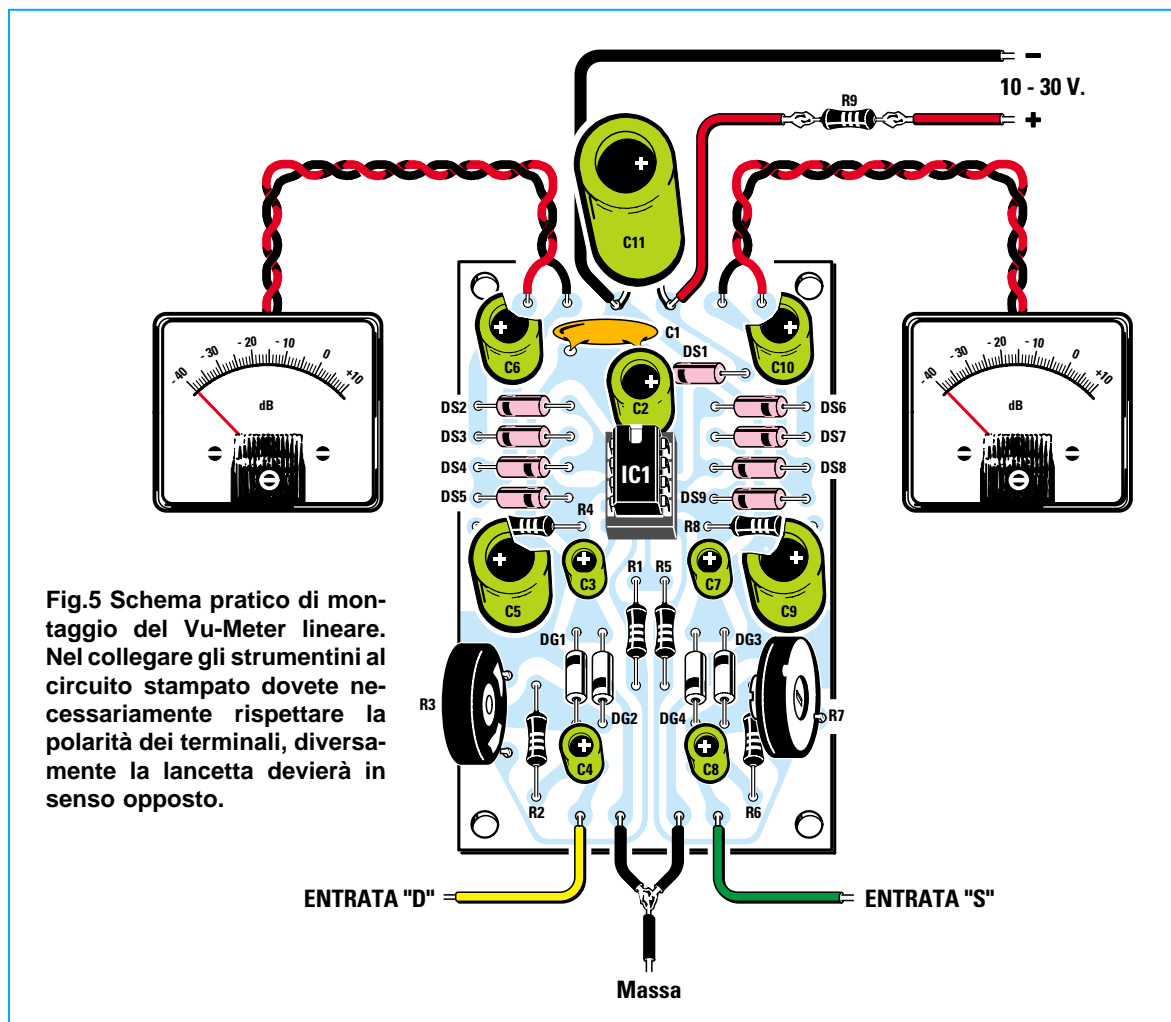 -
10 - 30 V.
R9
+
C11
- 40
- 30
- 20
- 10
0
+10
dB
- 40
- 30
- 20
- 10
0
+10
dB
C6
C1
C10
DS1
C2
DS2
DS3
DS4
DS5
DS6
DS7
DS8
DS9
IC1
R4
R8
C5
C3
R1
R5
C7
C9
DG1
DG3
R3
DG2
DG4
R7
C4
C8
R2
R6
Fig.5 Schema pratico di mon-
taggio del Vu-Meter lineare.
Nel collegare gli strumentini al
circuito stampato dovete ne-
cessariamente rispettare la
polarità dei terminali, diversa-
mente la lancetta devierà in
senso opposto.
ENTRATA "D"
ENTRATA "S"
Massa